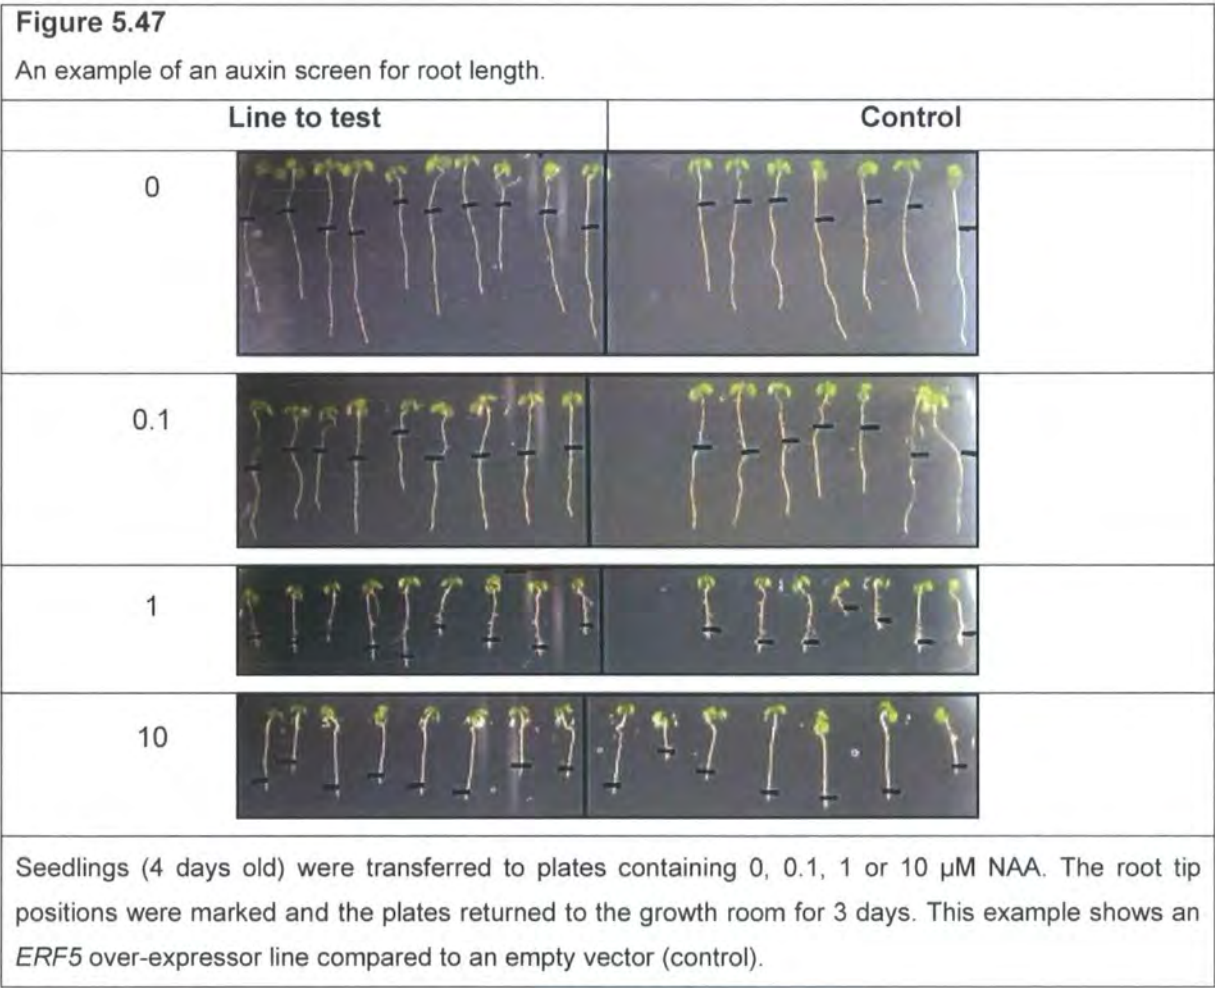 Figure 5.47
An example of an auxin screen for root length.
Line to test
Control
0
0.1
1
10
Seedlings (4 days old) were transferred to plates containing 0, 0.1, 1 or 10 µM NAA. The root tip
positions were marked and the plates returned to the growth room for 3 days. This example shows an
ERF5 over-expressor line compared to an empty vector (control).